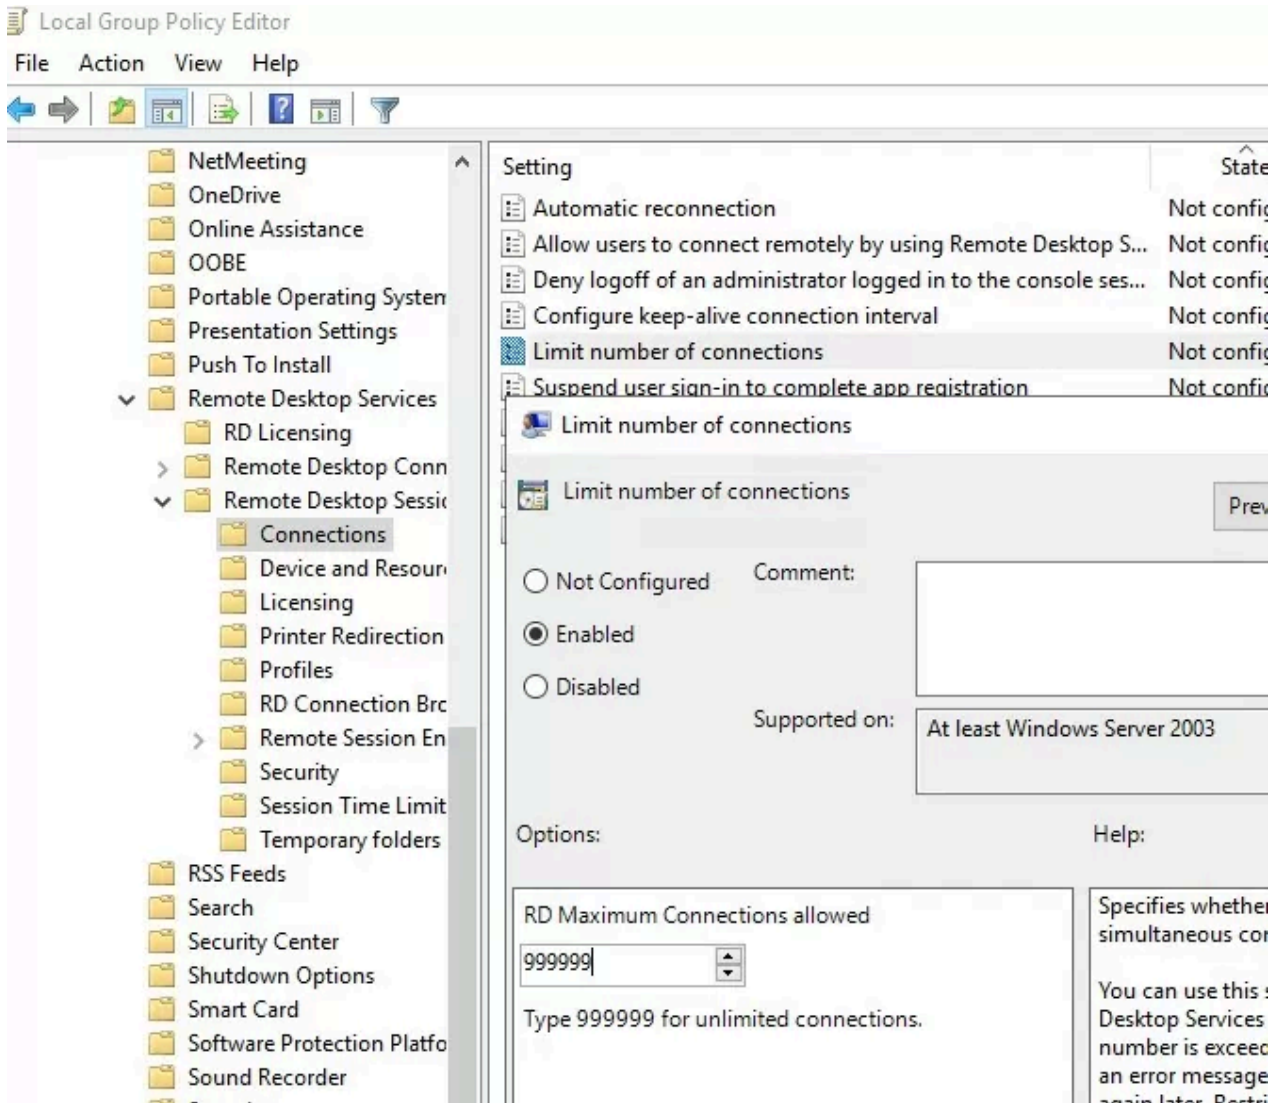 Local Group Policy Editor
File Action View Help
NetMeeting
OneDrive
Online Assistance
OOBE
Portable Operating System
Presentation Settings
Push To Install
Remote Desktop Services
RD Licensing
Remote Desktop Conn
Remote Desktop Sessio
Connections
Device and Resour
Licensing
Printer Redirection
Profiles
RD Connection Bro
Remote Session En
Security
Session Time Limit
Temporary folders
RSS Feeds
Search
Security Center
Shutdown Options
Smart Card
Software Protection Platfo
Sound Recorder
Setting State
Automatic reconnection Not config
Allow users to connect remotely by using Remote Desktop S... Not config
Deny logoff of an administrator logged in to the console ses... Not config
Configure keep-alive connection interval Not config
Limit number of connections Not config
Suspend user sign-in to complete app registration Not config
Limit number of connections
Limit number of connections
Prev
Not Configured
Enabled
Disabled
Comment:
Supported on:
At least Windows Server 2003
Options:
Help:
RD Maximum Connections allowed
999999
Type 999999 for unlimited connections.
Specifies whether
simultaneous con
You can use this s
Desktop Services
number is exceed
an error message